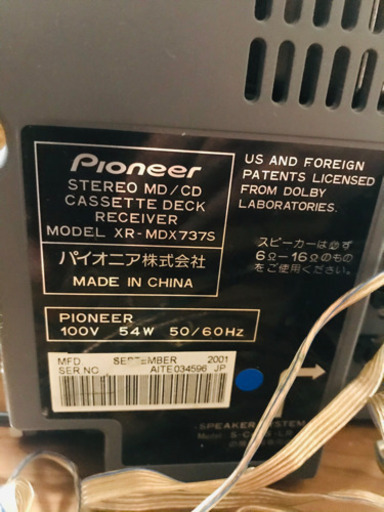 Pioneer
STEREO MD/CD
CASSETTE DECK
RECEIVER
MODEL XR-MDX737S
パイオニア株式会社
MADE IN CHINA
US AND FOREIGN
PATENTS LICENSED
FROM DOLBY
LABORATORIES.
スピーカーは必ず
6Ω－16Ωのもの
をご使用ください。
PIONEER
100V 54W 50/60Hz
MFD. SEPTEMBER 2001
SER NO. AITE034596 JP
SPEAKER SYSTEM
Model